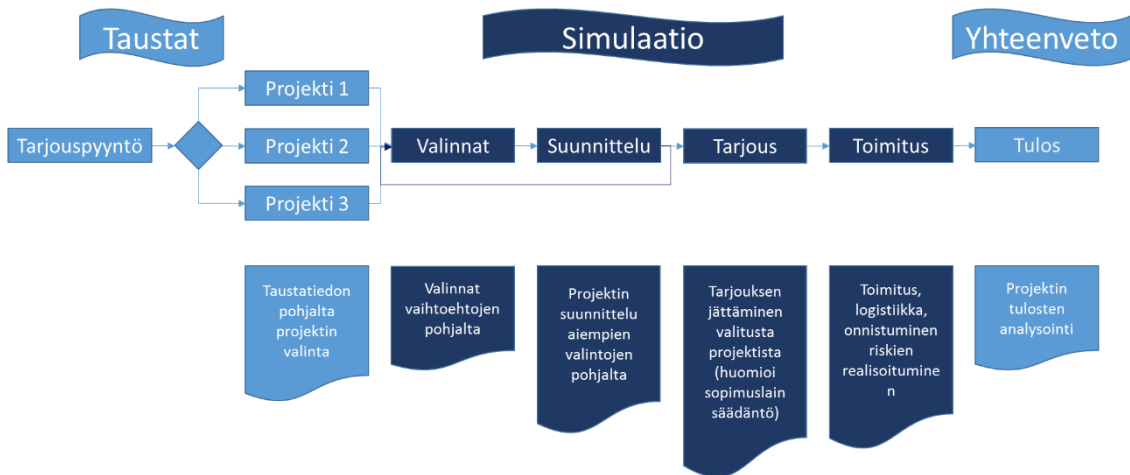 Taustat
Simulaatio
Yhteenveto
Projekti 1
Tarjouspyyntö
Projekti 2
Valinnat
Suunnittelu
Tarjous
Toimitus
Tulos
Projekti 3
Taustatiedon
pohjalta
projektin
valinta
Valinnat
vaihtoehtojen
pohjalta
Projektin
suunnittelu
aiempien
valintojen
pohjalta
Tarjouksen
jättäminen
valitusta
projektista
(huomioi
sopimuslain
säädäntö)
Toimitus,
logistiikka,
onnistuminen
riskien
realisoitumine
n
Projektin
tulosten
analysointi